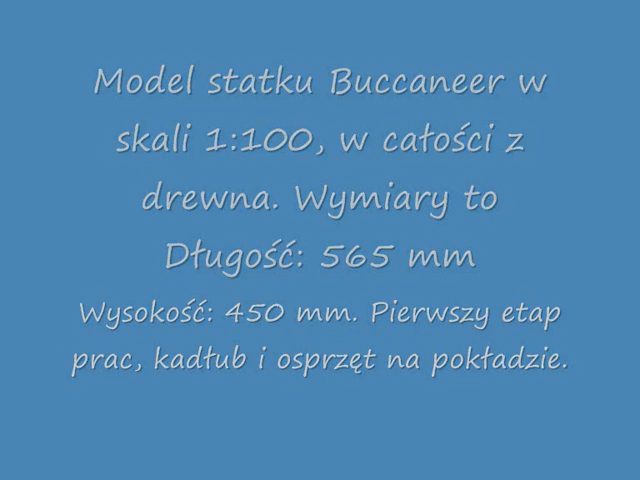 Model statku Buccaneer w
skali 1:100, w całości z
drewna. Wymiary to
Długość: 565 mm
Wysokość: 450 mm. Pierwszy etap
prac, kadłub i osprzęt na pokładzie.